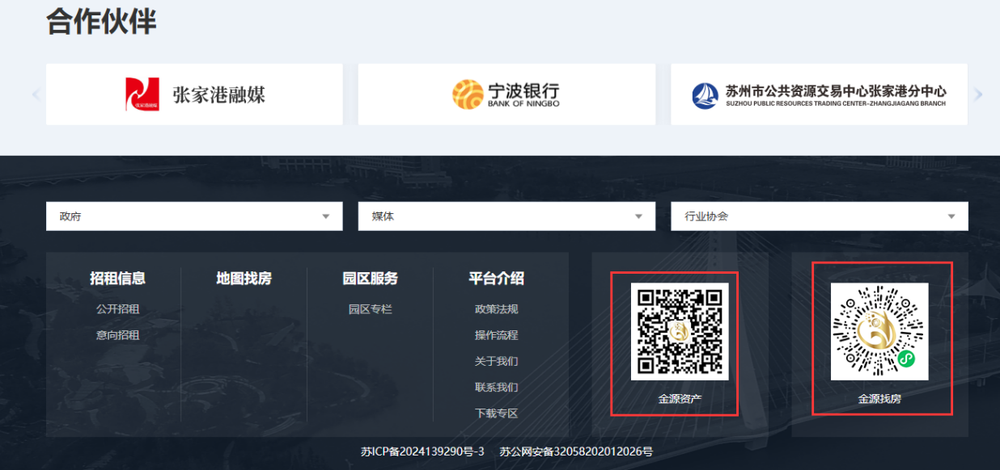 合作伙伴
张家港融媒
张家港融媒
宁波银行
BANK OF NINGBO
苏州市公共资源交易中心张家港分中心
SUZHOU PUBLIC RESOURCES TRADING CENTER-ZHANGJIAGANG BRANCH
政府
媒体
行业协会
招租信息
公开招租
意向招租
地图找房
园区服务
园区专栏
平台介绍
政策法规
操作流程
关于我们
联系我们
下载专区
金源资产
金源找房
苏ICP备2024139290号-3 苏公网安备32058202012026号